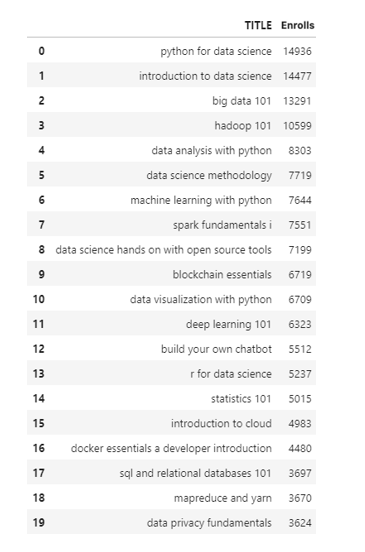 TITLE Enrolls
0 python for data science 14936
1 introduction to data science 14477
2 big data 101 13291
3 hadoop 101 10599
4 data analysis with python 8303
5 data science methodology 7719
6 machine learning with python 7644
7 spark fundamentals i 7551
8 data science hands on with open source tools 7199
9 blockchain essentials 6719
10 data visualization with python 6709
11 deep learning 101 6323
12 build your own chatbot 5512
13 r for data science 5237
14 statistics 101 5015
15 introduction to cloud 4983
16 docker essentials a developer introduction 4480
17 sql and relational databases 101 3697
18 mapreduce and yarn 3670
19 data privacy fundamentals 3624